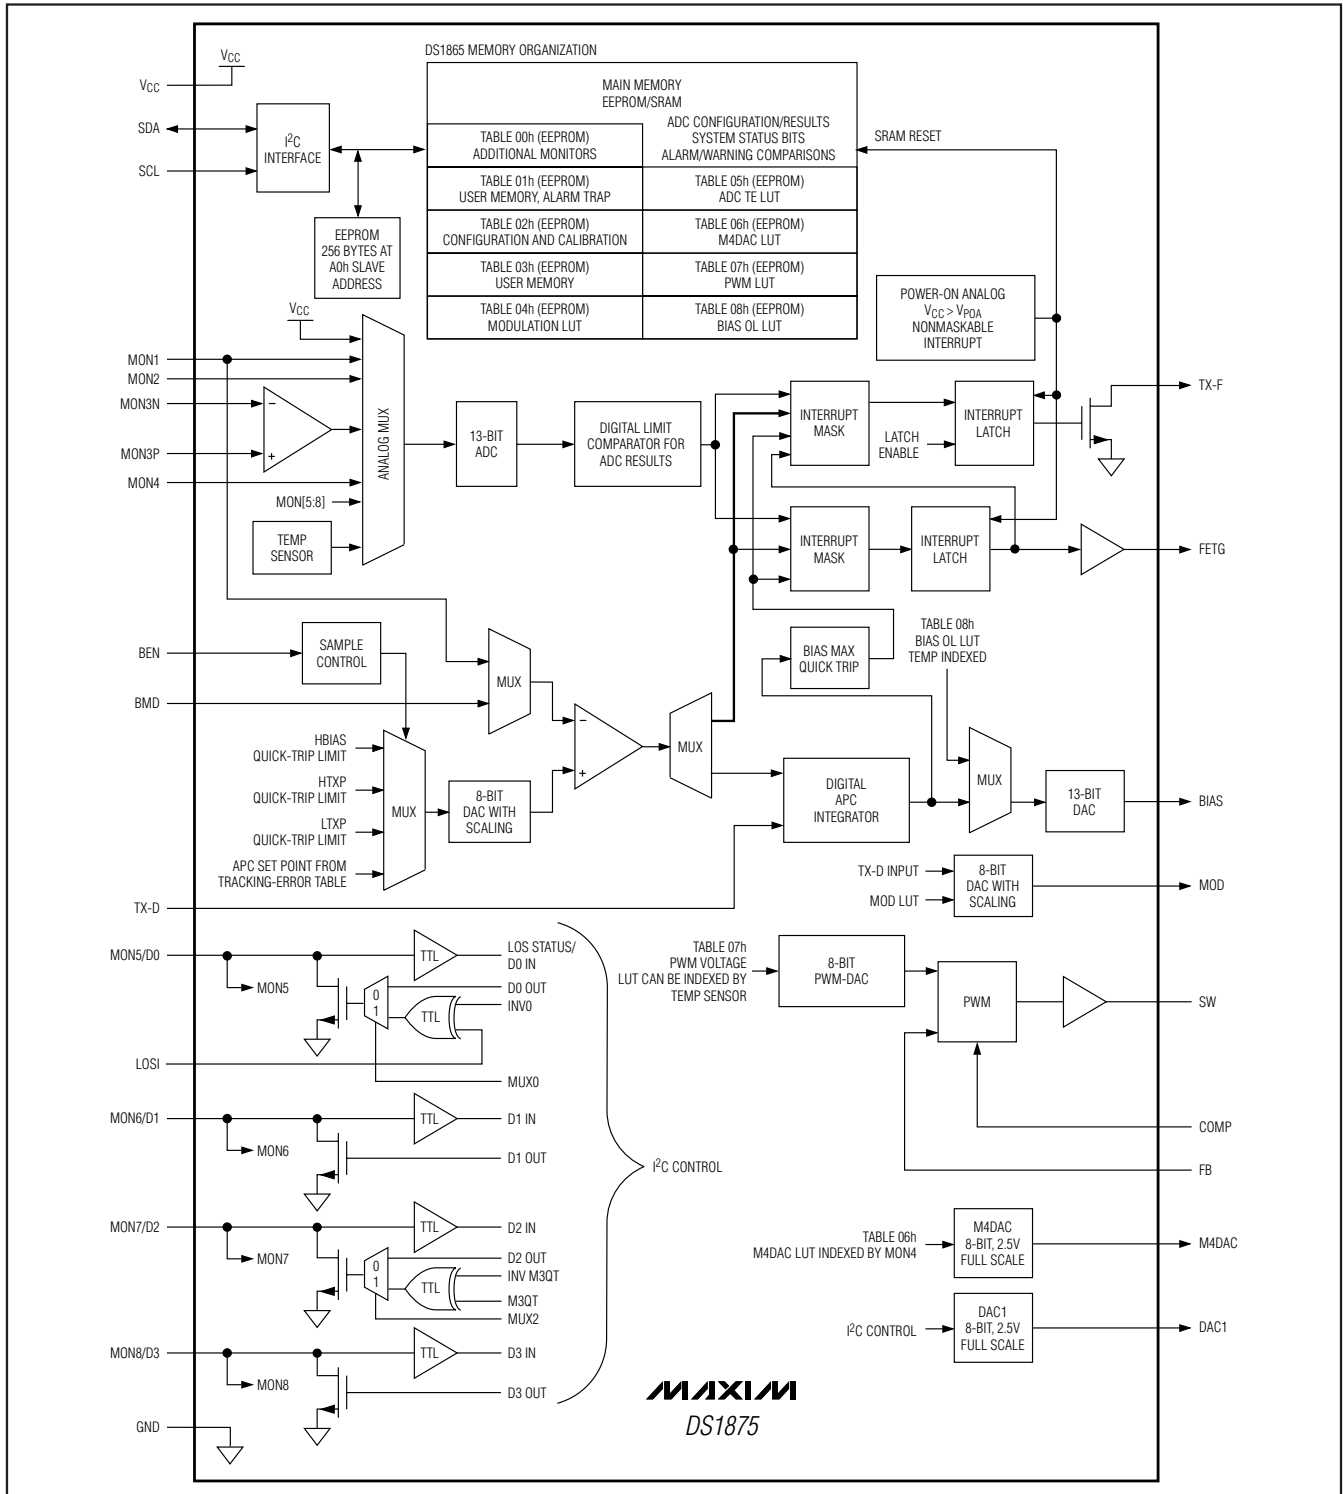 DS1865 MEMORY ORGANIZATION
MAIN MEMORY
EEPROM/SRAM
ADC CONFIGURATION/RESULTS
SYSTEM STATUS BITS
ALARM/WARNING COMPARISONS
TABLE 00h (EEPROM)
ADDITIONAL MONITORS
TABLE 01h (EEPROM)
USER MEMORY, ALARM TRAP
TABLE 05h (EEPROM)
ADC TE LUT
TABLE 02h (EEPROM)
CONFIGURATION AND CALIBRATION
TABLE 06h (EEPROM)
M4DAC LUT
TABLE 03h (EEPROM)
USER MEMORY
TABLE 07h (EEPROM)
PWM LUT
TABLE 04h (EEPROM)
MODULATION LUT
TABLE 08h (EEPROM)
BIAS OL LUT
SRAM RESET
VCC
VCC
SDA
SCL
I2C
INTERFACE
EEPROM
256 BYTES AT
A0h SLAVE
ADDRESS
POWER-ON ANALOG
VCC > VPOA
NONMASKABLE
INTERRUPT
VCC
MON1
MON2
MON3N
MON3P
MON4
−
+
MON[5:8]
TEMP
SENSOR
ANALOG MUX
13-BIT
ADC
DIGITAL LIMIT
COMPARATOR FOR
ADC RESULTS
INTERRUPT
MASK
LATCH
ENABLE
INTERRUPT
LATCH
TX-F
INTERRUPT
MASK
INTERRUPT
LATCH
FETG
BEN
SAMPLE
CONTROL
BMD
MUX
−
+
MUX
BIAS MAX
QUICK TRIP
TABLE 08h
BIAS OL LUT
TEMP INDEXED
HBIAS
QUICK-TRIP LIMIT
HTXP
QUICK-TRIP LIMIT
LTXP
QUICK-TRIP LIMIT
APC SET POINT FROM
TRACKING-ERROR TABLE
MUX
8-BIT
DAC WITH
SCALING
DIGITAL
APC
INTEGRATOR
MUX
13-BIT
DAC
BIAS
TX-D INPUT
MOD LUT
8-BIT
DAC WITH
SCALING
MOD
TX-D
MON5/D0
MON5
TTL
LOS STATUS/
D0 IN
D0 OUT
INV0
0
1
TTL
LOSI
MUX0
MON6/D1
MON6
TTL
D1 IN
D1 OUT
I2C CONTROL
MON7/D2
MON7
TTL
D2 IN
D2 OUT
INV M3QT
0
1
TTL
M3QT
MUX2
MON8/D3
MON8
TTL
D3 IN
D3 OUT
GND
TABLE 07h
PWM VOLTAGE
LUT CAN BE INDEXED BY
TEMP SENSOR
8-BIT
PWM-DAC
PWM
SW
COMP
FB
TABLE 06h
M4DAC LUT INDEXED BY MON4
M4DAC
8-BIT, 2.5V
FULL SCALE
M4DAC
I2C CONTROL
DAC1
8-BIT, 2.5V
FULL SCALE
DAC1
MAXIM
DS1875